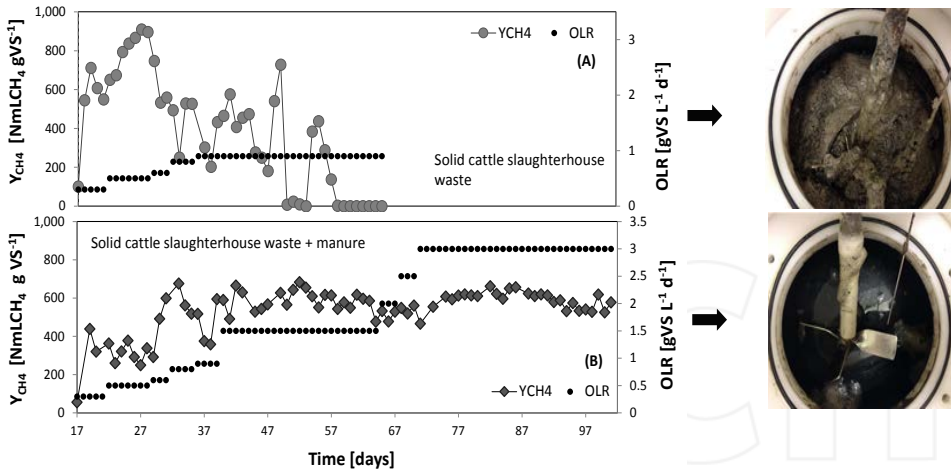 1,000
800
600
400
200
0
Y_CH4 [NmLCH4 gVS-1]
YCH4
OLR
(A)
Solid cattle slaughterhouse
waste
3
2
1
0
OLR [gVS L-1 d-1]
1,000
800
600
400
200
0
Y_CH4 [NmLCH4 g VS-1]
Solid cattle slaughterhouse waste + manure
(B)
YCH4
OLR
3.5
3
2.5
2
1.5
1
0.5
0
OLR [gVS L-1 d-1]
17 27 37 47 57 67 77 87 97
Time [days]